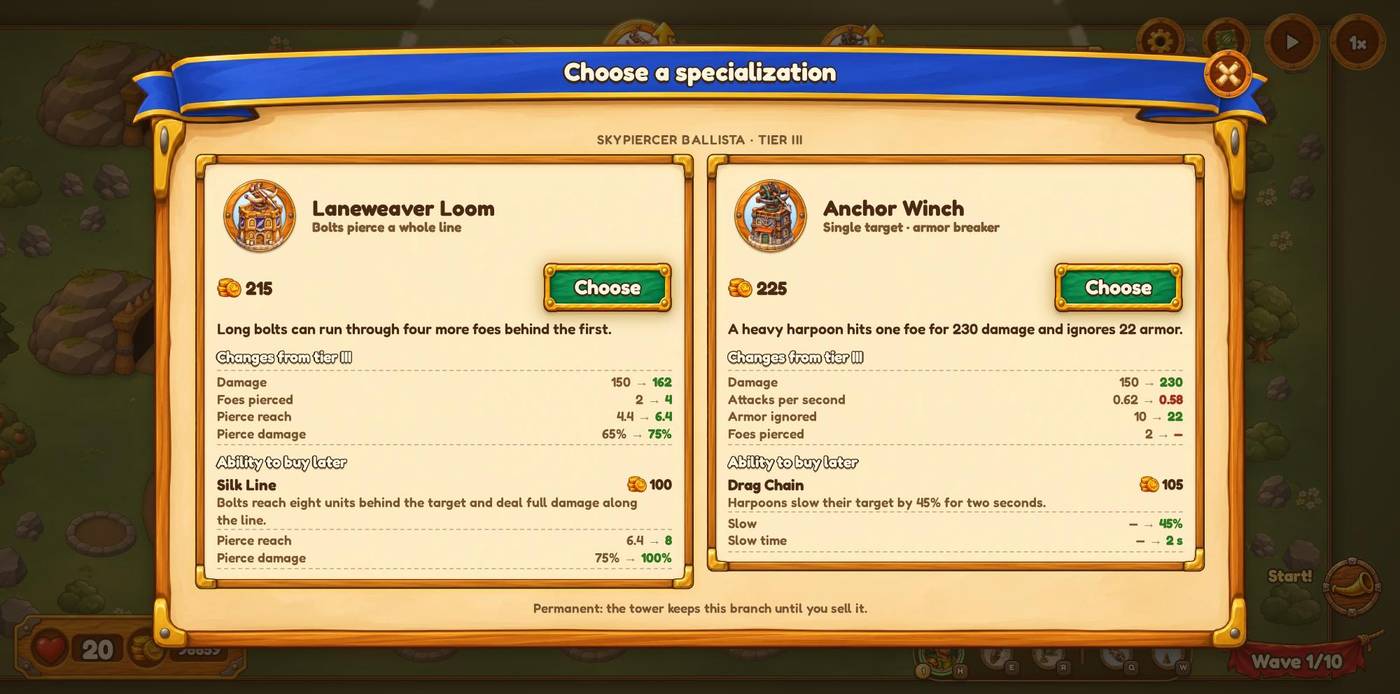 Choose a specialization
1x
SKYPIERCER BALLISTA · TIER III
Laneweaver Loom
Bolts pierce a whole line
215
Choose
Long bolts can run through four more foes behind the first.
Changes from tier III
Damage 150 → 162
Foes pierced 2 → 4
Pierce reach 4.4 → 6.4
Pierce damage 65% → 75%
Ability to buy later
Silk Line 100
Bolts reach eight units behind the target and deal full damage along
the line.
Pierce reach 6.4 → 8
Pierce damage 75% → 100%
Anchor Winch
Single target · armor breaker
225
Choose
A heavy harpoon hits one foe for 230 damage and ignores 22 armor.
Changes from tier III
Damage 150 → 230
Attacks per second 0.62 → 0.58
Armor ignored 10 → 22
Foes pierced 2 → –
Ability to buy later
Drag Chain 105
Harpoons slow their target by 45% for two seconds.
Slow – → 45%
Slow time – → 2 s
Permanent: the tower keeps this branch until you sell it.
Start!
20
H E R Q W
Wave 1/10